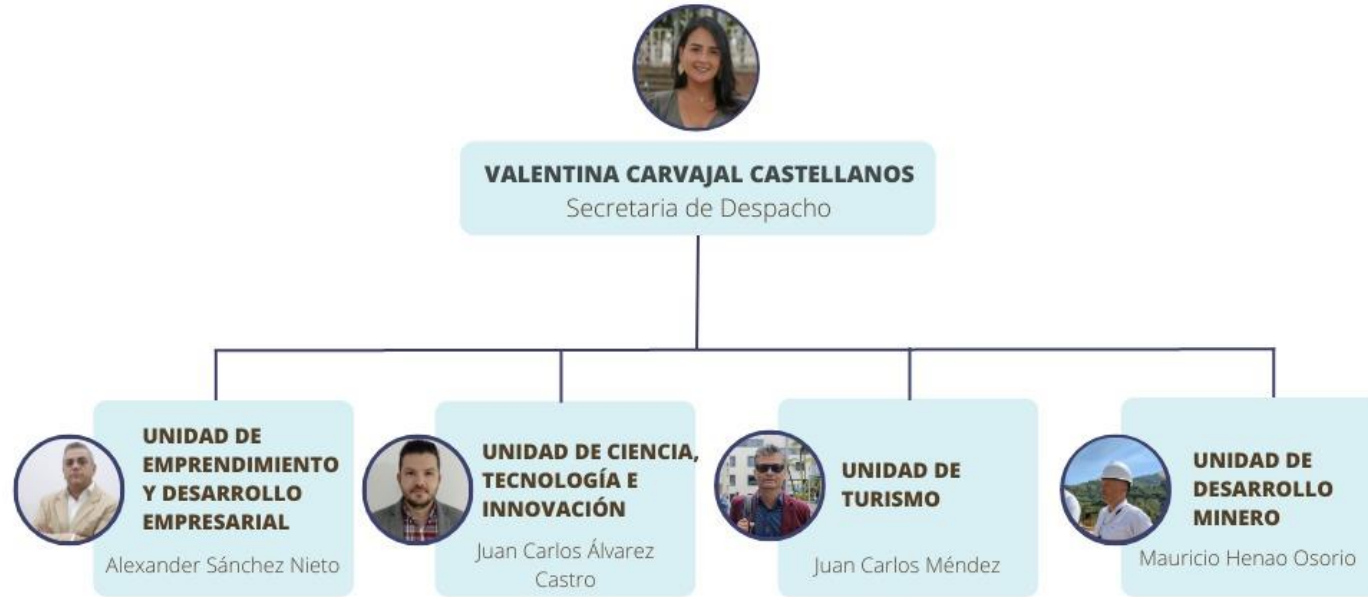 VALENTINA CARVAJAL CASTELLANOS
Secretaria de Despacho
UNIDAD DE
EMPRENDIMIENTO
Y DESARROLLO
EMPRESARIAL
Alexander Sánchez Nieto
UNIDAD DE CIENCIA,
TECNOLOGÍA E
INNOVACIÓN
Juan Carlos Álvarez
Castro
UNIDAD DE
TURISMO
Juan Carlos Méndez
UNIDAD DE
DESARROLLO
MINERO
Mauricio Henao Osorio